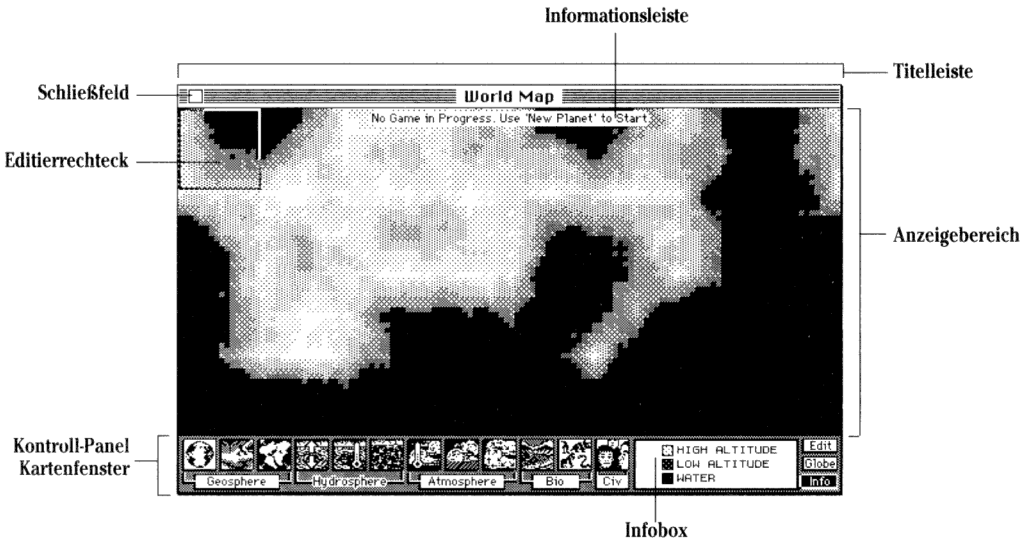 Informationsleiste
Titelleiste
Schließfeld
World Map
No Game in Progress. Use 'New Planet' to Start.
Editierrechteck
Anzeigebereich
Kontroll-Panel
Kartenfenster
HIGH ALTITUDE
LOW ALTITUDE
WATER
Edit
Globe
Info
Geosphere
Hydrosphere
Atmosphere
Bio
Civ
Infobox